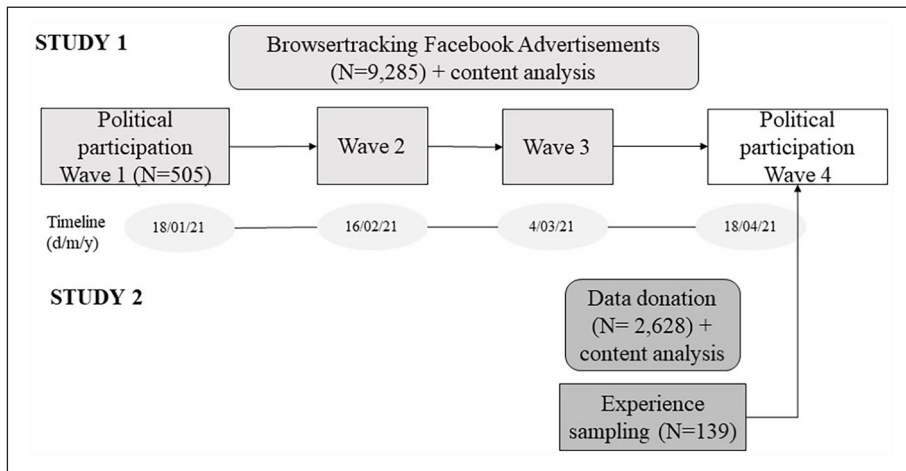 STUDY 1
Browsertracking Facebook Advertisements
(N=9,285) + content analysis
Political
participation
Wave 1 (N=505)
Wave 2
Wave 3
Political
participation
Wave 4
Timeline
(d/m/y)
18/01/21
16/02/21
4/03/21
18/04/21
STUDY 2
Data donation
(N= 2,628) +
content analysis
Experience
sampling (N=139)